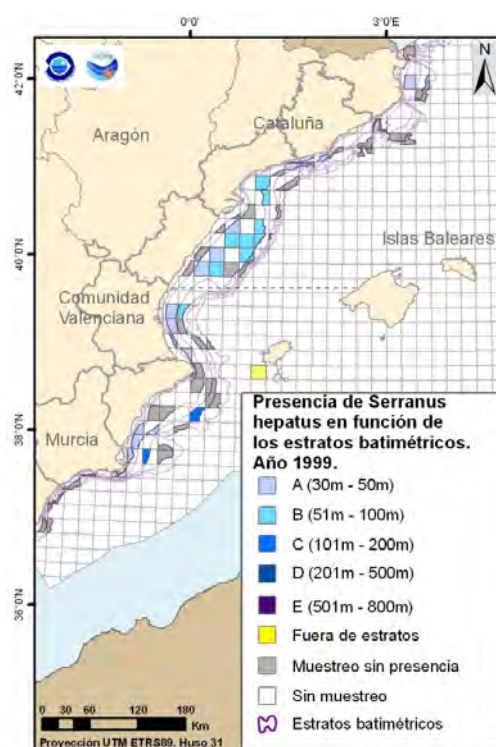 0°0'
3°0'E
N
42°0'N
Aragón
Cataluña
40°0'N
Islas Baleares
Comunidad
Valenciana
38°0'N
Murcia
36°0'N
Presencia de Serranus
hepatus en función de
los estratos batimétricos.
Año 1999.
A (30m - 50m)
B (51m - 100m)
C (101m - 200m)
D (201m - 500m)
E (501m - 800m)
Fuera de estratos
Muestreo sin presencia
Sin muestreo
Estratos batimétricos
0 30 60 120 180
Km
Proyección UTM ETRS89. Huso 31